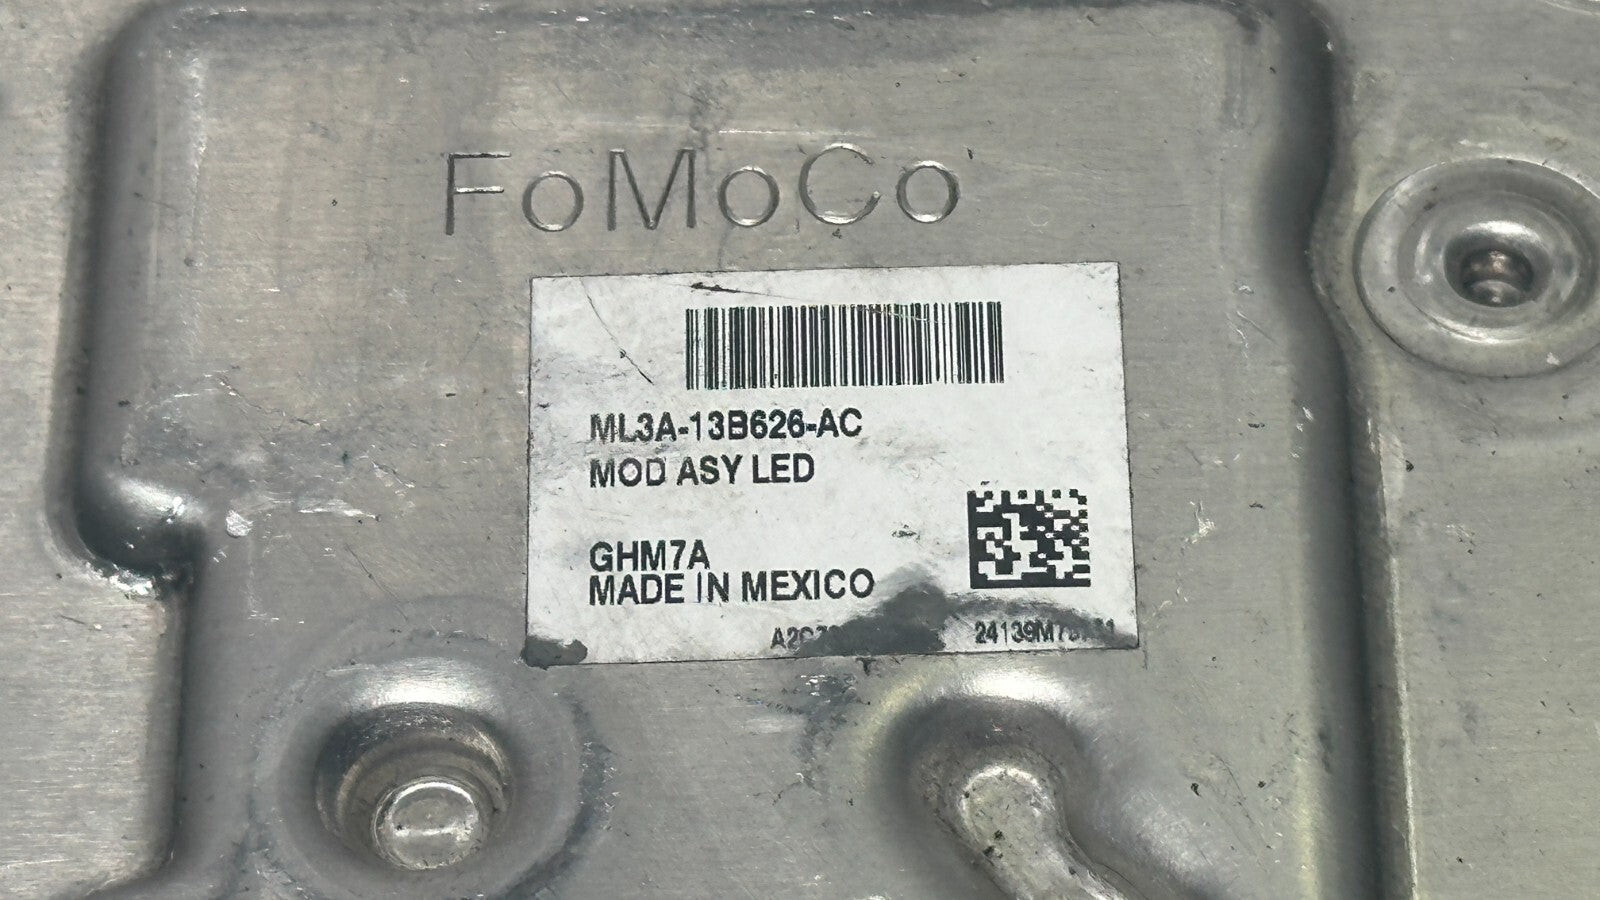 FoMoCo
ML3A-13B626-AC
MOD ASY LED
GHM7A
MADE IN MEXICO